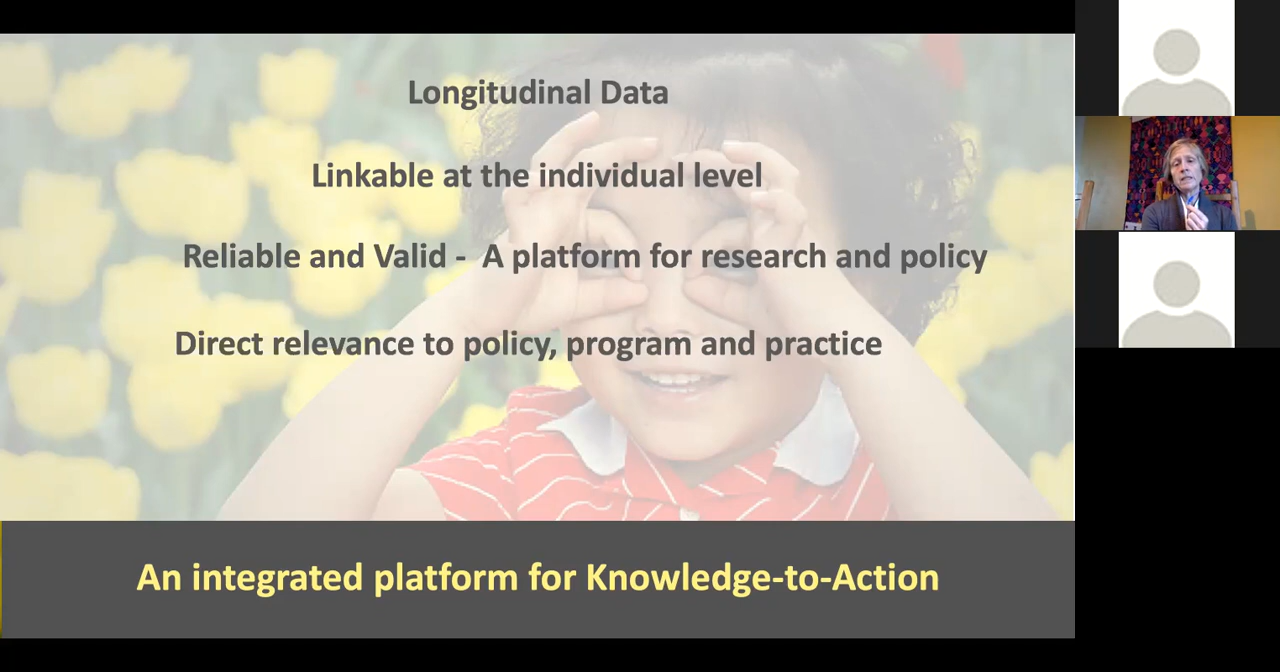 Longitudinal Data
Linkable at the individual level
Reliable and Valid - A platform for research and policy
Direct relevance to policy, program and practice
An integrated platform for Knowledge-to-Action